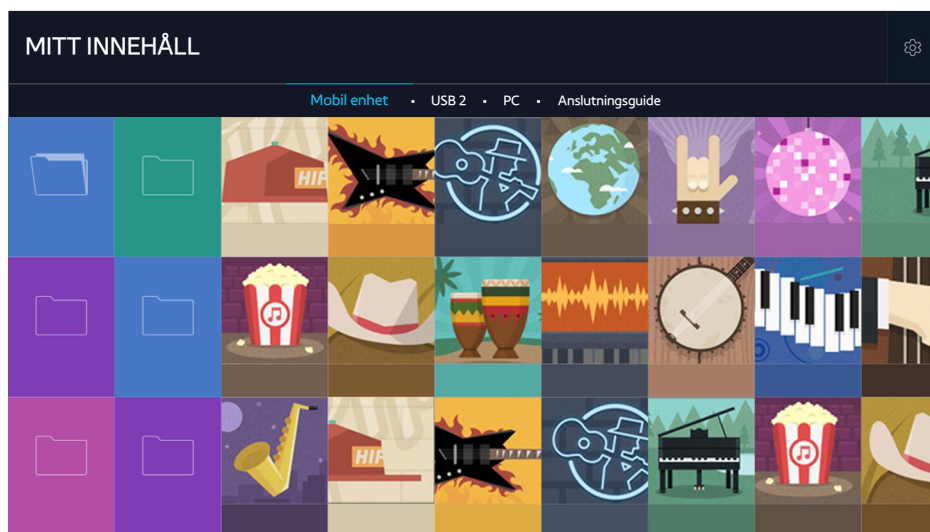 MITT INNEHÅLL
Mobil enhet • USB 2 • PC • Anslutningsguide
HIP
HIP